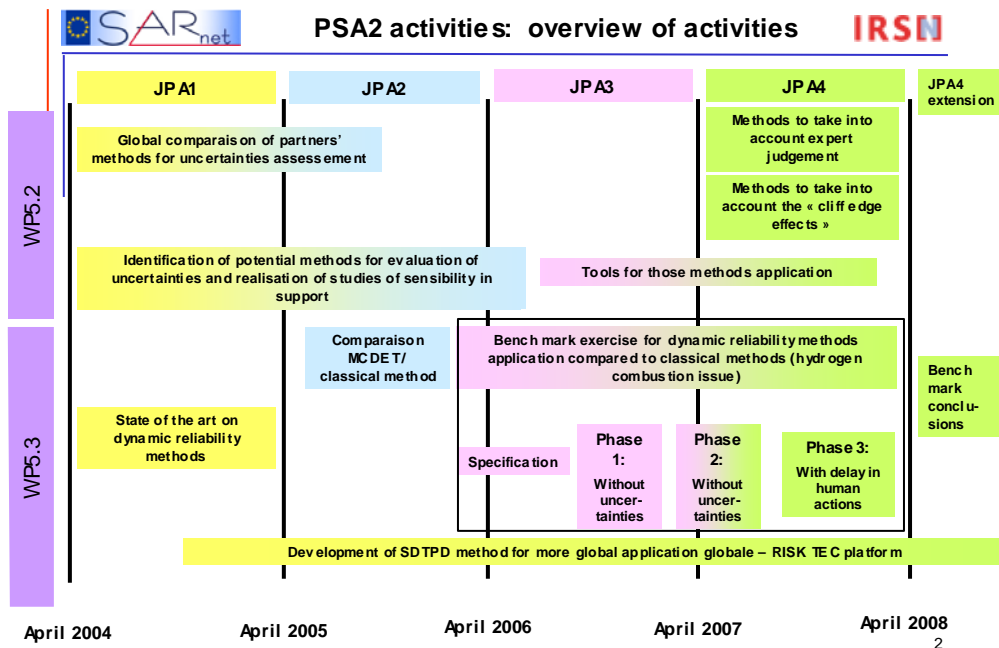 SARnet
PSA2 activities: overview of activities
IRSN
JPA1
JPA2
JPA3
JPA4
JPA4
extension
WP5.2
Global comparaison of partners'
methods for uncertainties assessement
Methods to take into
account expert
judgement
Methods to take into
account the « cliff edge
effects »
Identification of potential methods for evaluation of
uncertainties and realisation of studies of sensibility in
support
Tools for those methods application
WP5.3
Comparaison
MCDET/
classical method
Bench mark exercise for dynamic reliability methods
application compared to classical methods (hydrogen
combustion issue)
Bench
mark
conclu-
sions
State of the art on
dynamic reliability
methods
Specification
Phase
1:
Without
uncer-
tainties
Phase
2:
Without
uncer-
tainties
Phase 3:
With delay in
human
actions
Development of SDTPD method for more global application globale – RISK TEC platform
April 2004
April 2005
April 2006
April 2007
April 2008
2